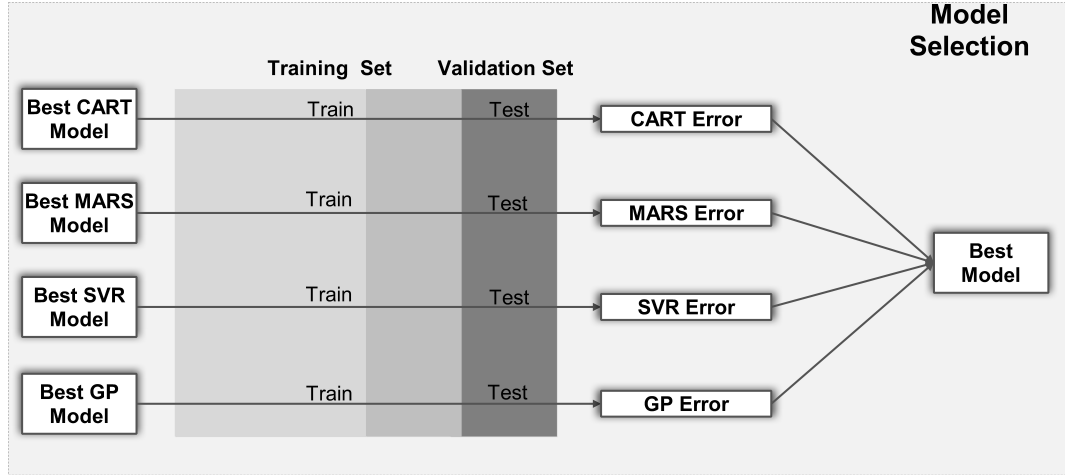 Model
Selection
Training  Set
Validation Set
Best CART
Model
Train
Test
CART Error
Best MARS
Model
Train
Test
MARS Error
Best
Model
Best SVR
Model
Train
Test
SVR Error
Best GP
Model
Train
Test
GP Error